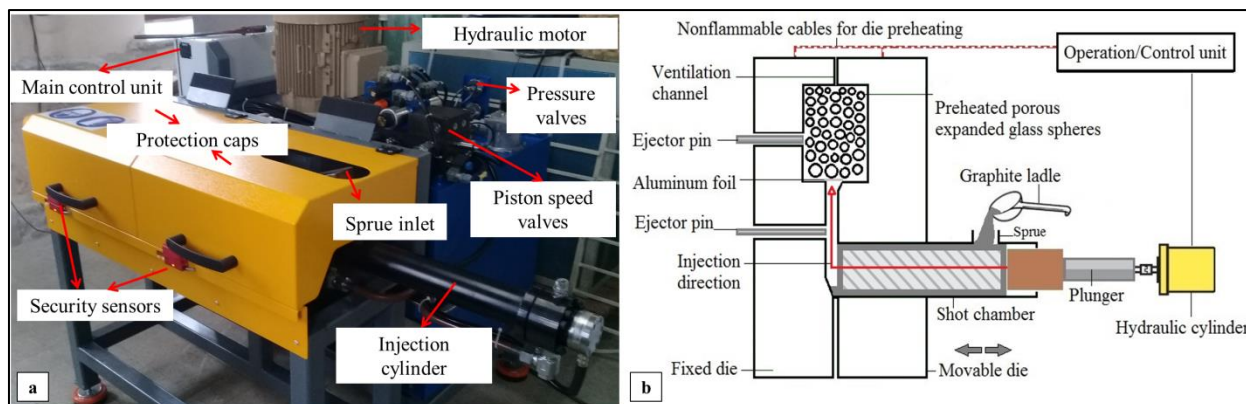 Hydraulic motor
Main control unit
Pressure
valves
Protection caps
Piston speed
valves
Sprue inlet
Security sensors
Injection
cylinder
a
Nonflammable cables for die preheating
Operation/Control unit
Ventilation
channel
Preheated porous
expanded glass spheres
Ejector pin
Graphite ladle
Aluminum foil
Ejector pin
Sprue
Injection
direction
Plunger
Shot chamber
Hydraulic cylinder
Fixed die
Movable die
b